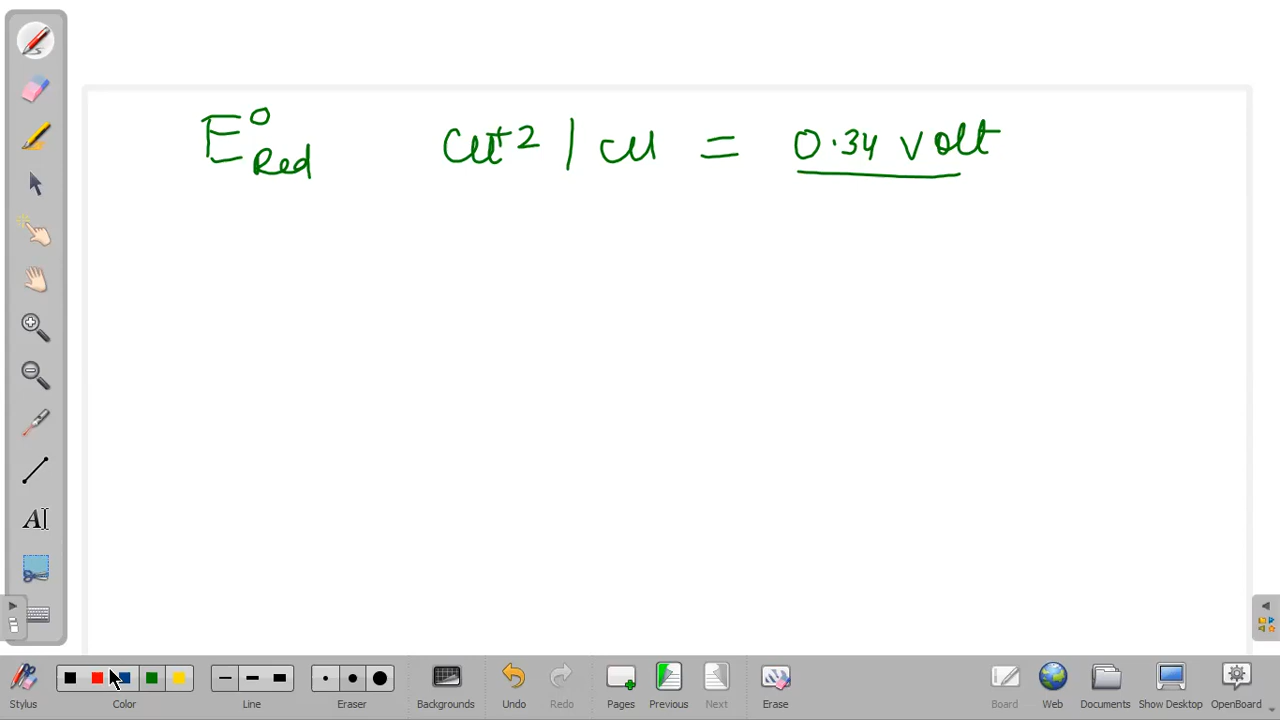 E⁰Red Cu+2 | Cu = 0.34 volt
A
Stylus Color Line Eraser Backgrounds Undo Redo Pages Previous Next Erase Board Web Documents Show Desktop OpenBoard